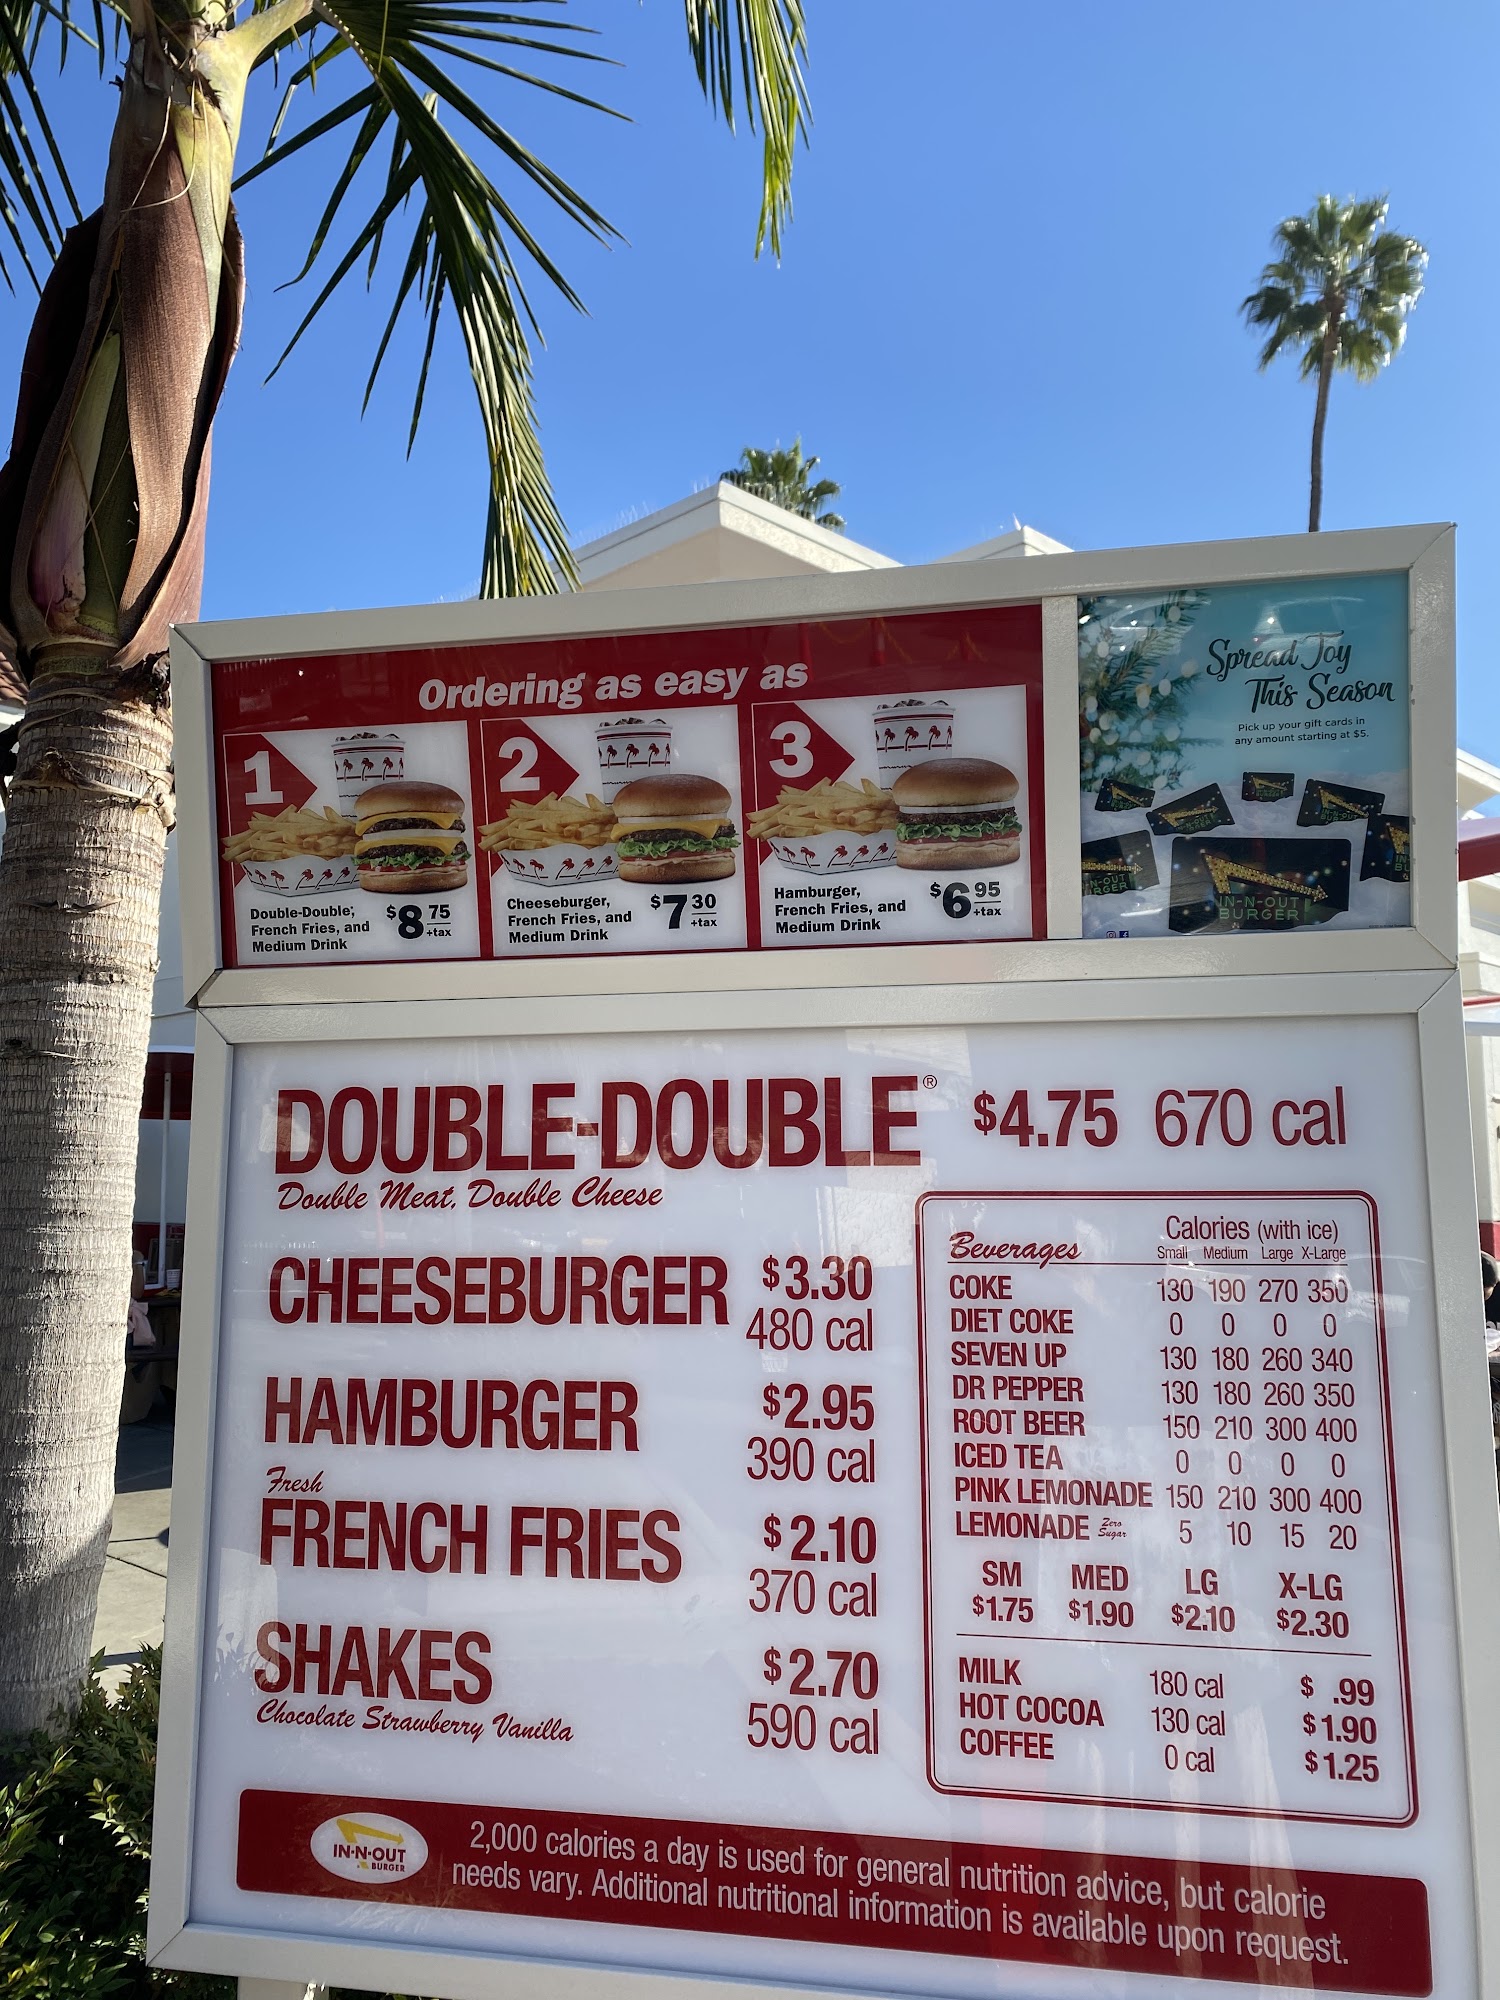 Ordering as easy as
1
Double-Double®,
French Fries, and
Medium Drink
$8 75
+tax
2
Cheeseburger,
French Fries, and
Medium Drink
$7 30
+tax
3
Hamburger,
French Fries, and
Medium Drink
$6 95
+tax
Spread Joy
This Season
Pick up your gift cards in
any amount starting at $5.
IN-N-OUT
BURGER
DOUBLE-DOUBLE® $4.75 670 cal
Double Meat, Double Cheese
CHEESEBURGER $3.30
480 cal
HAMBURGER $2.95
390 cal
Fresh
FRENCH FRIES $2.10
370 cal
SHAKES $2.70
Chocolate Strawberry Vanilla 590 cal
Calories (with ice)
Beverages Small Medium Large X-Large
COKE 130 190 270 350
DIET COKE 0 0 0 0
SEVEN UP 130 180 260 340
DR PEPPER 130 180 260 350
ROOT BEER 150 210 300 400
ICED TEA 0 0 0 0
PINK LEMONADE 150 210 300 400
LEMONADE Zero Sugar 5 10 15 20
SM MED LG X-LG
$1.75 $1.90 $2.10 $2.30
MILK 180 cal $ .99
HOT COCOA 130 cal $1.90
COFFEE 0 cal $1.25
IN-N-OUT
BURGER
2,000 calories a day is used for general nutrition advice, but calorie
needs vary. Additional nutritional information is available upon request.